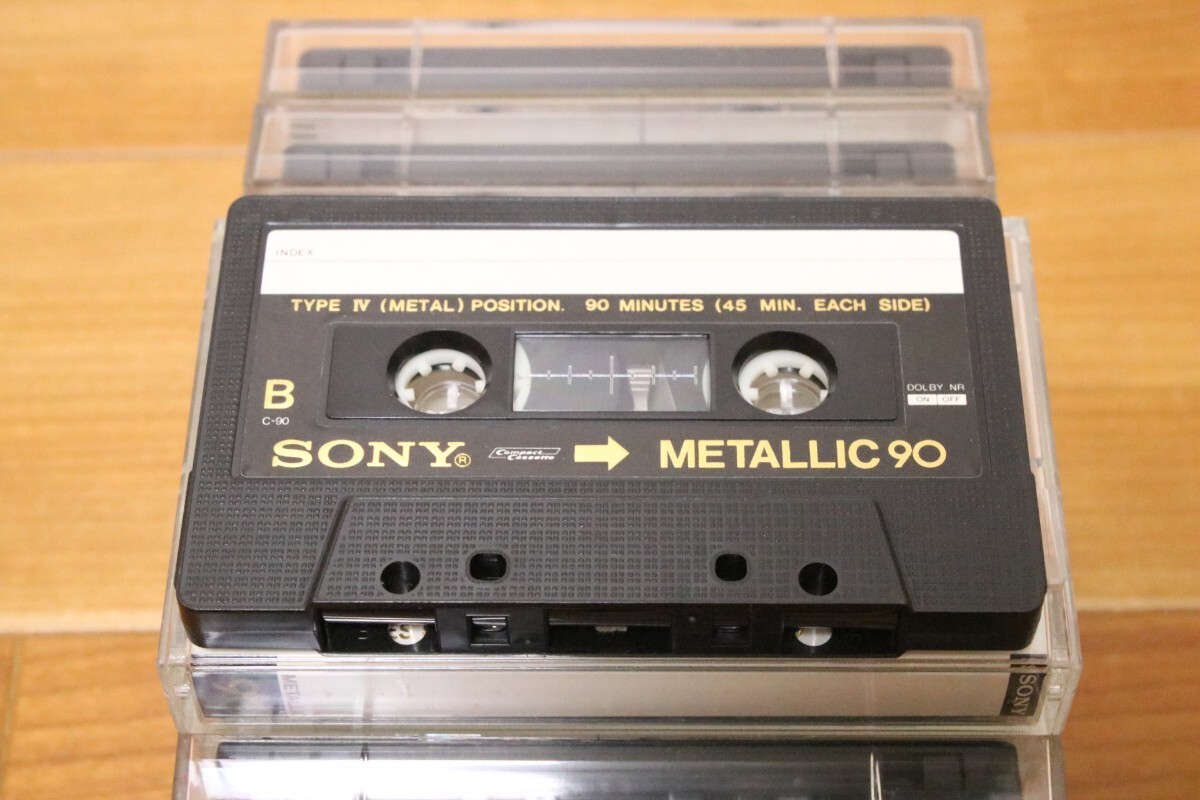 INDEX
TYPE IV (METAL) POSITION. 90 MINUTES (45 MIN. EACH SIDE)
B
C-90
DOLBY NR
ON OFF
SONY® Compact Cassette METALLIC 90
SONY